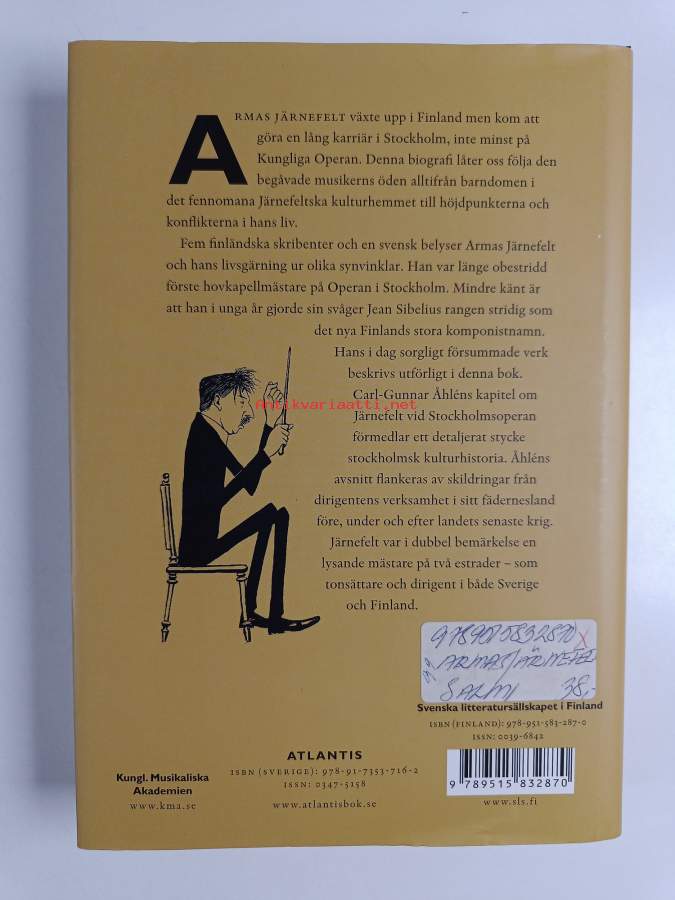 ARMAS JÄRNEFELT växte upp i Finland men kom att
göra en lång karriär i Stockholm, inte minst på
Kungliga Operan. Denna biografi låter oss följa den
begåvade musikerns öden alltifrån barndomen i
det fennomana Järnefeltska kulturhemmet till höjdpunkterna och
konflikterna i hans liv.
Fem finländska skribenter och en svensk belyser Armas Järnefelt
och hans livsgärning ur olika synvinklar. Han var länge obestridd
förste hovkapellmästare på Operan i Stockholm. Mindre känt är
att han i unga år gjorde sin svåger Jean Sibelius rangen stridig som
det nya Finlands stora komponistnamn.
Hans i dag sorgligt försummade verk
beskrivs utförligt i denna bok.
Carl-Gunnar Åhléns kapitel om
Antikvariaatti.net
Järnefelt vid Stockholmsoperan
förmedlar ett detaljerat stycke
stockholmsk kulturhistoria. Åhléns
avsnitt flankeras av skildringar från
dirigentens verksamhet i sitt fädernesland
före, under och efter landets senaste krig.
Järnefelt var i dubbel bemärkelse en
lysande mästare på två estrader – som
tonsättare och dirigent i både Sverige
och Finland.
ARMAS JÄRNEFEL
SALMI 38,-
Svenska litteratursällskapet i Finland
ISBN (FINLAND): 978-951-583-287-0
ISSN: 0039-6842
ATLANTIS
ISBN (SVERIGE): 978-91-7353-716-2
ISSN: 0347-5158
www.atlantisbok.se
Kungl. Musikaliska
Akademien
www.kma.se
9 789515 832870
www.sls.fi